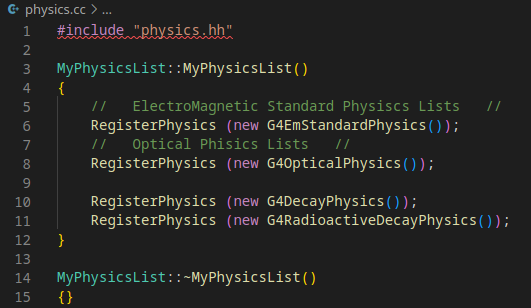 physics.cc > ...
1 #include "physics.hh"
2
3 MyPhysicsList::MyPhysicsList()
4 {
5 // ElectroMagnetic Standard Physiscs Lists //
6 RegisterPhysics (new G4EmStandardPhysics());
7 // Optical Phisics Lists //
8 RegisterPhysics (new G4OpticalPhysics());
9
10 RegisterPhysics (new G4DecayPhysics());
11 RegisterPhysics (new G4RadioactiveDecayPhysics());
12 }
13
14 MyPhysicsList::~MyPhysicsList()
15 {}